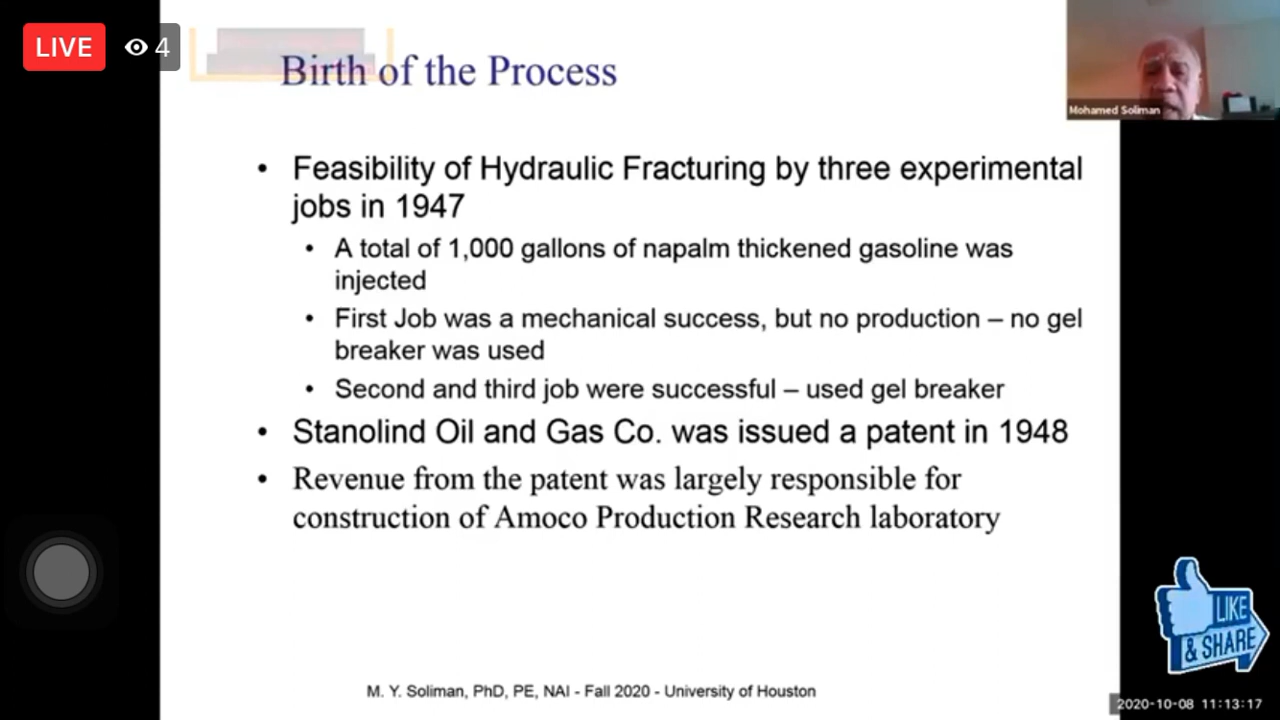 LIVE
4
Birth of the Process
Mohamed Soliman
• Feasibility of Hydraulic Fracturing by three experimental
jobs in 1947
• A total of 1,000 gallons of napalm thickened gasoline was
injected
• First Job was a mechanical success, but no production – no gel
breaker was used
• Second and third job were successful – used gel breaker
• Stanolind Oil and Gas Co. was issued a patent in 1948
• Revenue from the patent was largely responsible for
construction of Amoco Production Research laboratory
LIKE
& SHARE
M. Y. Soliman, PhD, PE, NAI - Fall 2020 - University of Houston
2020-10-08 11:13:17